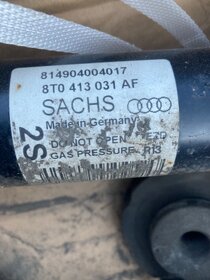 814904004017
8T0 413 031 AF
SACHS
Made in Germany
2S
DO NOT OPEN
GAS PRESSURE